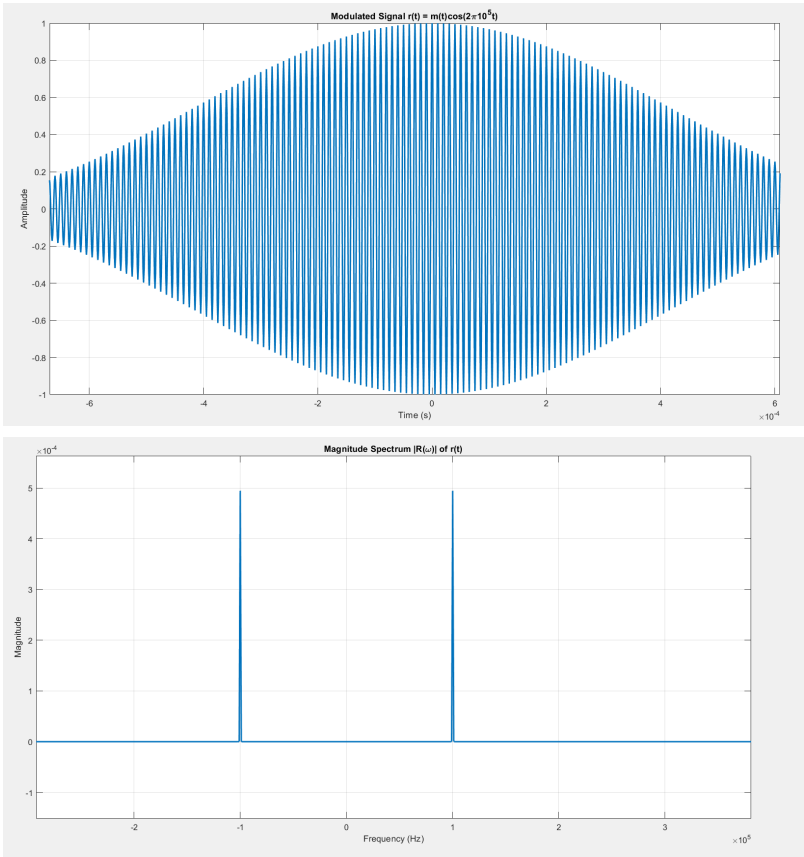 Modulated Signal r(t) = m(t)cos(2π10⁵t)
1
0.8
0.6
0.4
0.2
0
-0.2
-0.4
-0.6
-0.8
-1
Amplitude
-6 -4 -2 0 2 4 6
Time (s)
×10⁻⁴
Magnitude Spectrum |R(ω)| of r(t)
×10⁻⁴
5
4
3
2
1
0
-1
Magnitude
-2 -1 0 1 2 3
Frequency (Hz)
×10⁵